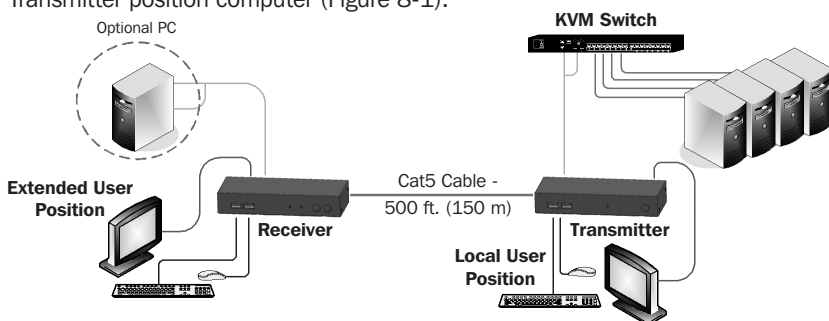 Transmitter position computer (Figure 8-1).
Optional PC
KVM Switch
Extended User
Position
Receiver
Cat5 Cable -
500 ft. (150 m)
Transmitter
Local User
Position